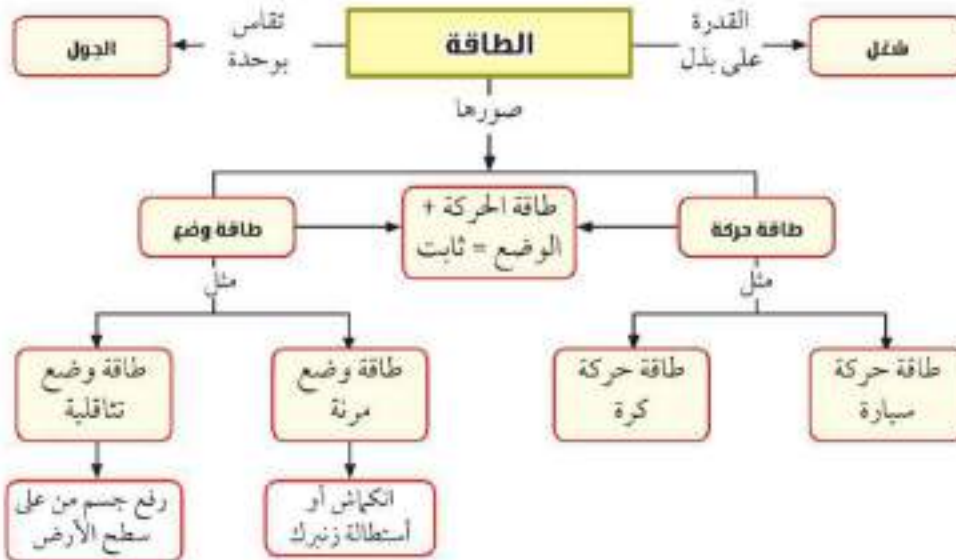 القدرة
على بذل
شغل
الطاقة
تقاس
بوحدة
الجول
صورها
طاقة حركة
طاقة الحركة +
الوضع = ثابت
طاقة وضع
مثل
مثل
طاقة حركة
سيارة
طاقة حركة
كرة
طاقة وضع
مرنة
طاقة وضع
تثاقلية
انكماش أو
أستطالة زنبرك
رفع جسم من على
سطح الأرض